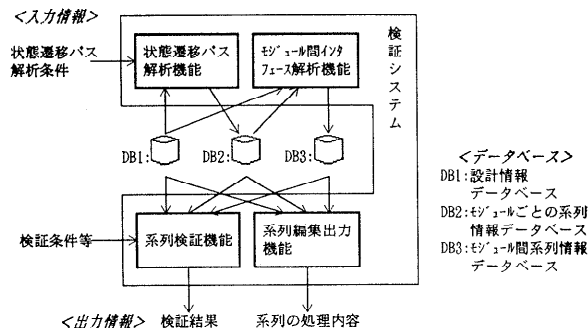 <入力情報>
状態遷移パス
解析条件
状態遷移パス
解析機能
ﾓｼﾞｭｰﾙ間ｲﾝﾀ
ﾌｪｰｽ解析機能
検証システム
DB1:
DB2:
DB3:
<データベース>
DB1:設計情報
データベース
DB2:ﾓｼﾞｭｰﾙごとの系列
情報データベース
DB3:ﾓｼﾞｭｰﾙ間系列情報
データベース
検証条件等
系列検証機能
系列編集出力
機能
<出力情報>
検証結果
系列の処理内容